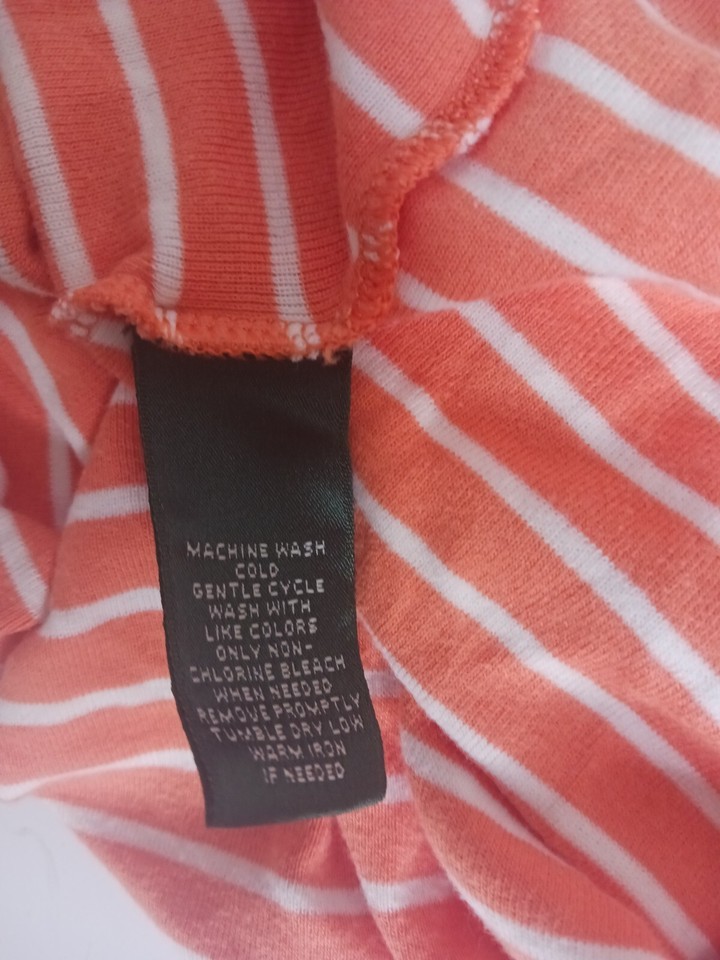 MACHINE WASH
COLD
GENTLE CYCLE
WASH WITH
LIKE COLORS
ONLY NON-
CHLORINE BLEACH
WHEN NEEDED
REMOVE PROMPTLY
TUMBLE DRY LOW
WARM IRON
IF NEEDED